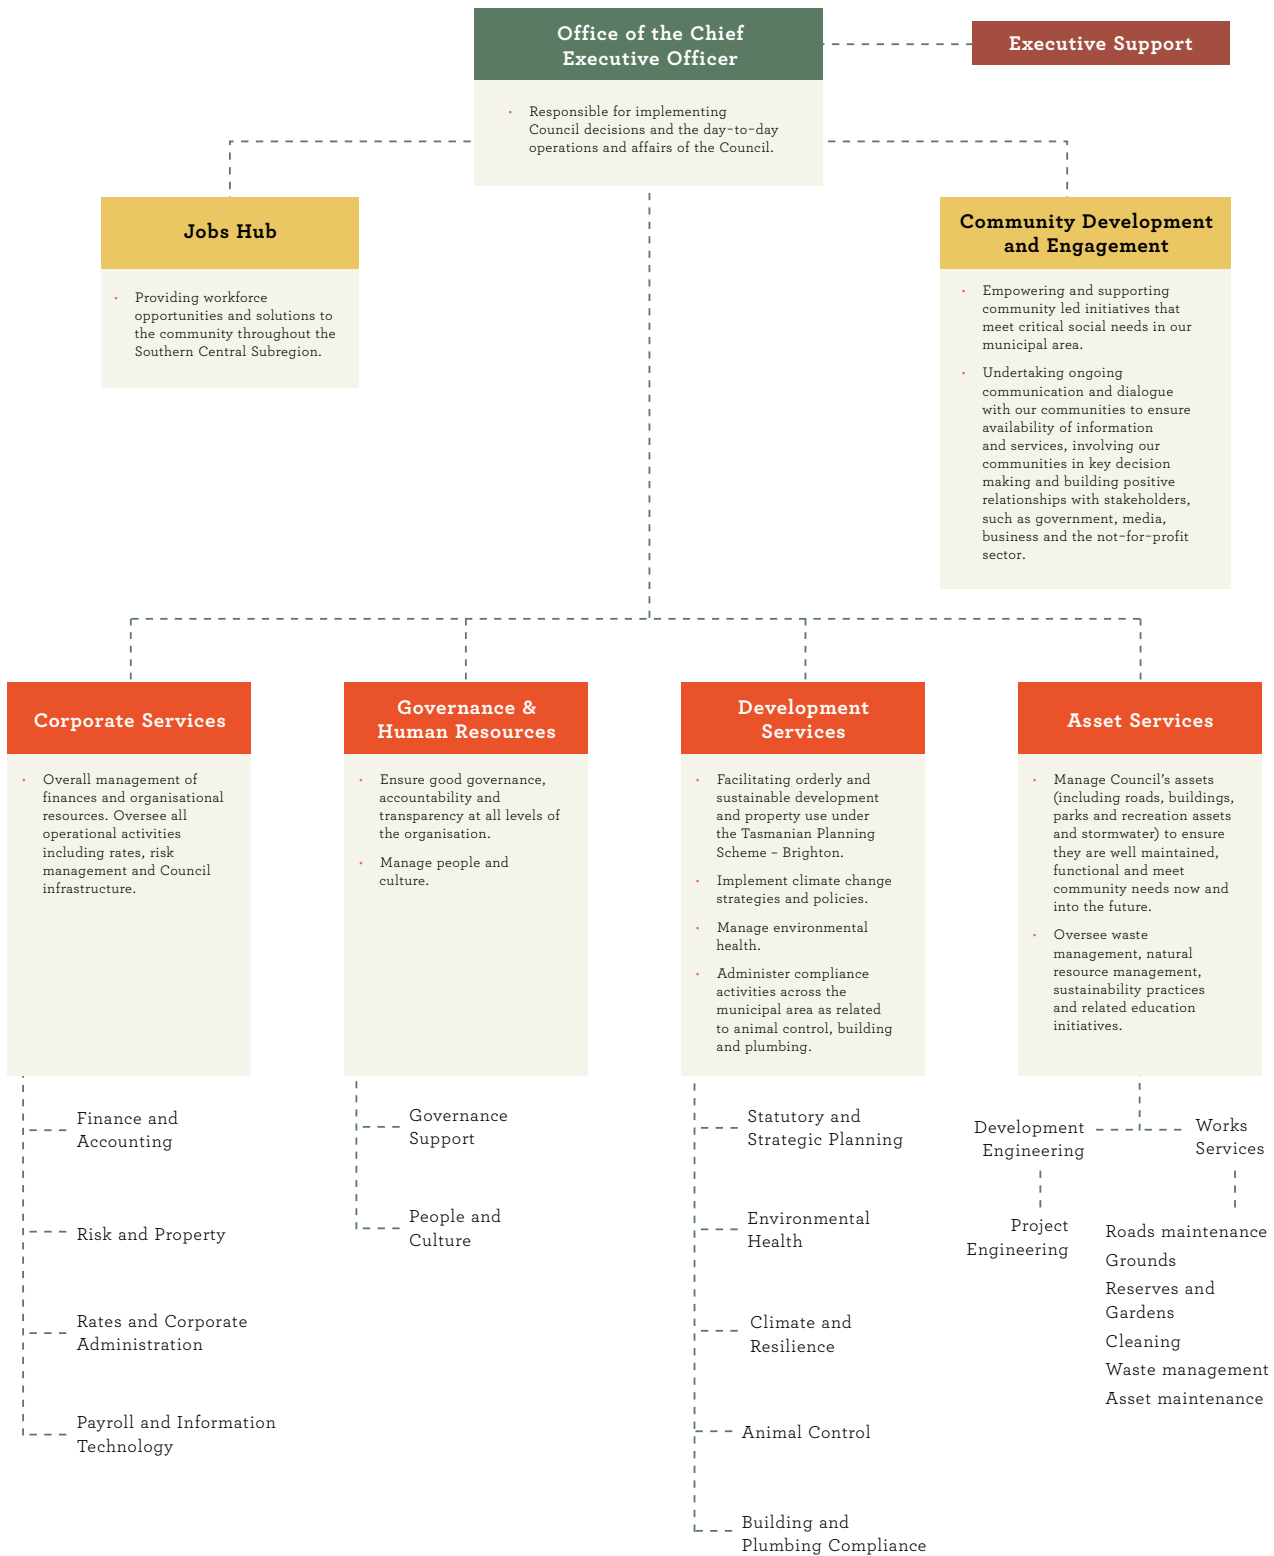 Office of the Chief
Executive Officer
Executive Support
• Responsible for implementing
Council decisions and the day-to-day
operations and affairs of the Council.
Jobs Hub
• Providing workforce
opportunities and solutions to
the community throughout the
Southern Central Subregion.
Community Development
and Engagement
• Empowering and supporting
community led initiatives that
meet critical social needs in our
municipal area.
• Undertaking ongoing
communication and dialogue
with our communities to ensure
availability of information
and services, involving our
communities in key decision
making and building positive
relationships with stakeholders,
such as government, media,
business and the not-for-profit
sector.
Corporate Services
• Overall management of
finances and organisational
resources. Oversee all
operational activities
including rates, risk
management and Council
infrastructure.
Finance and
Accounting
Risk and Property
Rates and Corporate
Administration
Payroll and Information
Technology
Governance &
Human Resources
• Ensure good governance,
accountability and
transparency at all levels of
the organisation.
• Manage people and
culture.
Governance
Support
People and
Culture
Development
Services
• Facilitating orderly and
sustainable development
and property use under
the Tasmanian Planning
Scheme – Brighton.
• Implement climate change
strategies and policies.
• Manage environmental
health.
• Administer compliance
activities across the
municipal area as related
to animal control, building
and plumbing.
Statutory and
Strategic Planning
Environmental
Health
Climate and
Resilience
Animal Control
Building and
Plumbing Compliance
Asset Services
• Manage Council's assets
(including roads, buildings,
parks and recreation assets
and stormwater) to ensure
they are well maintained,
functional and meet
community needs now and
into the future.
• Oversee waste
management, natural
resource management,
sustainability practices
and related education
initiatives.
Development
Engineering
Project
Engineering
Works
Services
Roads maintenance
Grounds
Reserves and
Gardens
Cleaning
Waste management
Asset maintenance